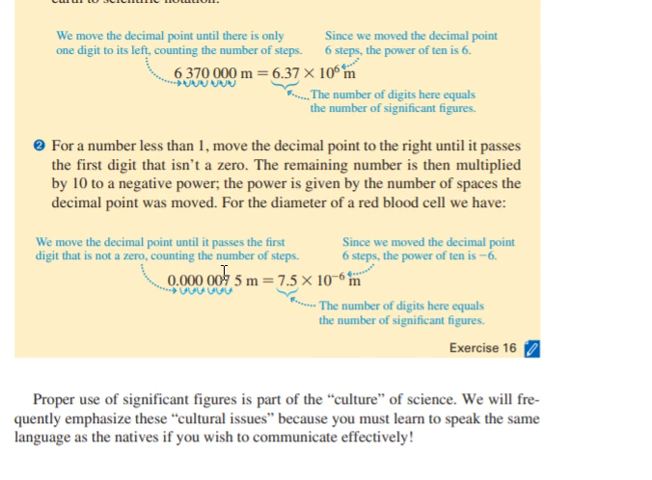 earth to scientific notation.
We move the decimal point until there is only
one digit to its left, counting the number of steps.
Since we moved the decimal point
6 steps, the power of ten is 6.
6 370 000 m = 6.37 × 10⁶ m
The number of digits here equals
the number of significant figures.
2 For a number less than 1, move the decimal point to the right until it passes
the first digit that isn’t a zero. The remaining number is then multiplied
by 10 to a negative power; the power is given by the number of spaces the
decimal point was moved. For the diameter of a red blood cell we have:
We move the decimal point until it passes the first
digit that is not a zero, counting the number of steps.
Since we moved the decimal point
6 steps, the power of ten is −6.
0.000 007 5 m = 7.5 × 10⁻⁶ m
The number of digits here equals
the number of significant figures.
Exercise 16
Proper use of significant figures is part of the “culture” of science. We will fre-
quently emphasize these “cultural issues” because you must learn to speak the same
language as the natives if you wish to communicate effectively!